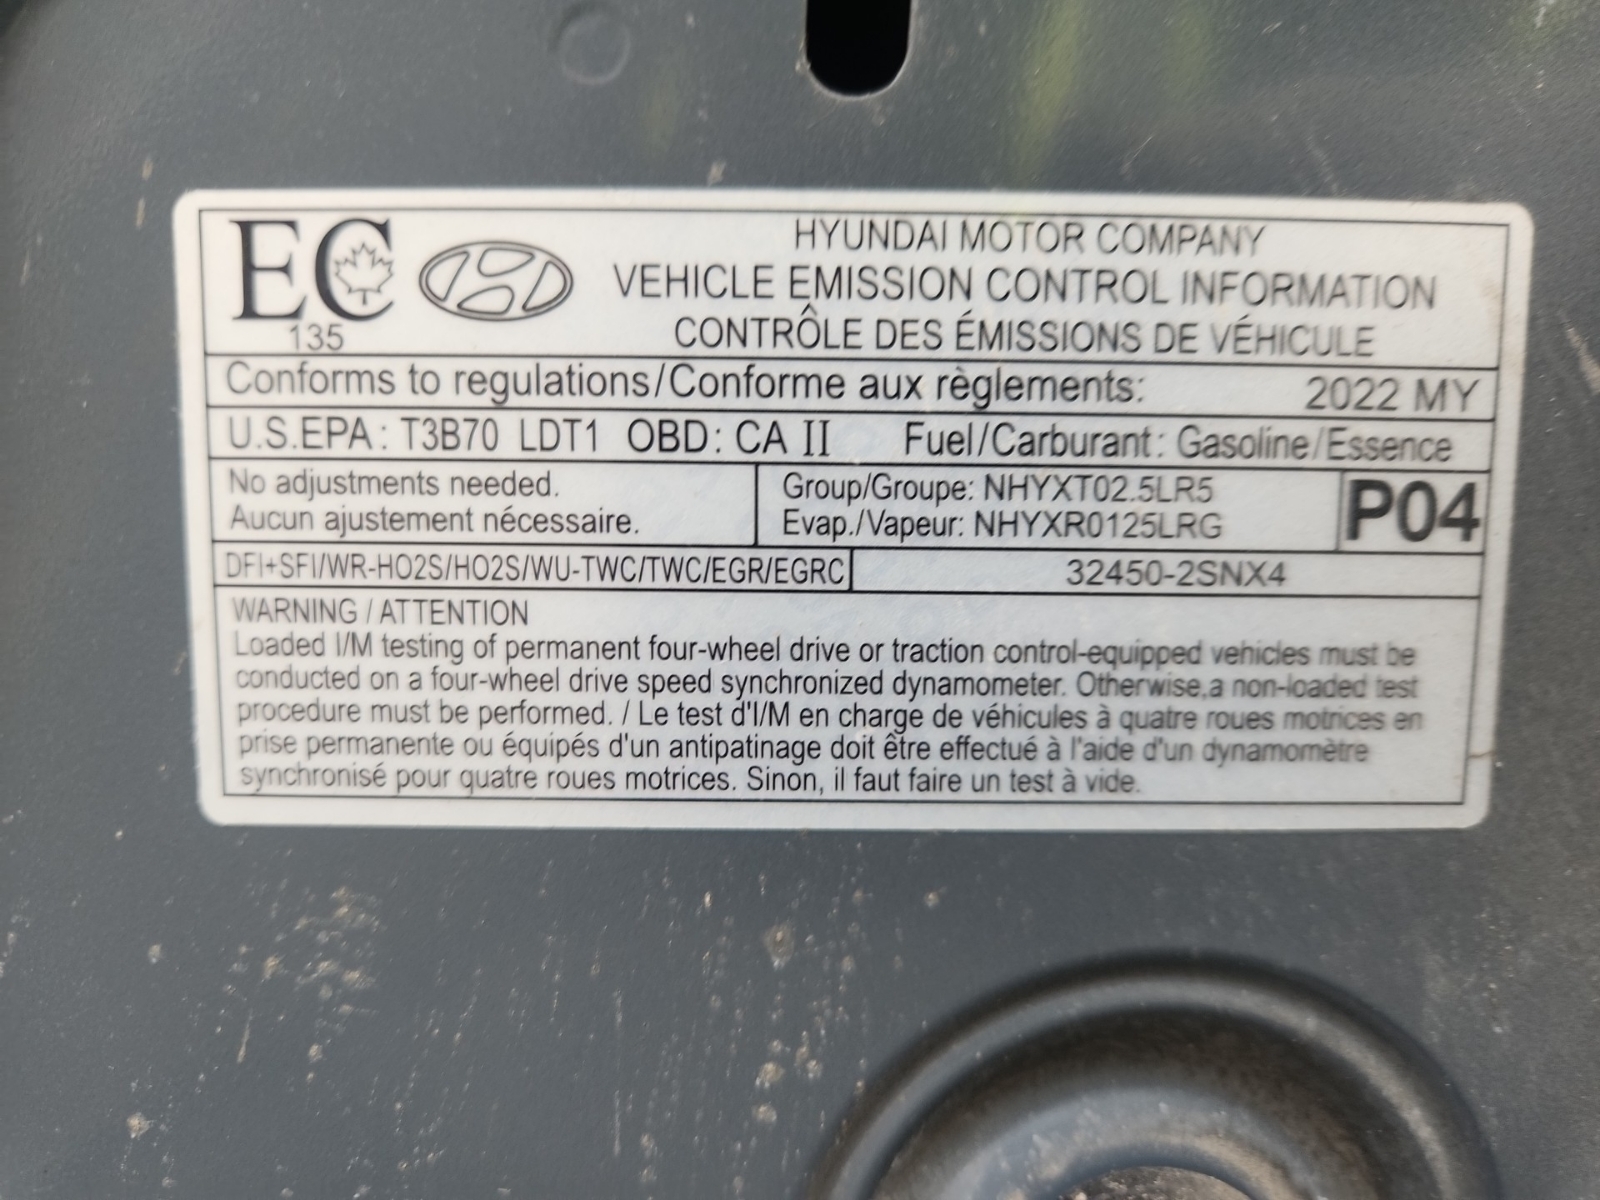 EC
135
HYUNDAI MOTOR COMPANY
VEHICLE EMISSION CONTROL INFORMATION
CONTRÔLE DES ÉMISSIONS DE VÉHICULE
Conforms to regulations/Conforme aux règlements: 2022 MY
U.S.EPA: T3B70 LDT1 OBD: CA II Fuel/Carburant: Gasoline/Essence
No adjustments needed.
Aucun ajustement nécessaire.
Group/Groupe: NHYXT02.5LR5
Evap./Vapeur: NHYXR0125LRG
P04
DFI+SFI/WR-HO2S/HO2S/WU-TWC/TWC/EGR/EGRC
32450-2SNX4
WARNING / ATTENTION
Loaded I/M testing of permanent four-wheel drive or traction control-equipped vehicles must be
conducted on a four-wheel drive speed synchronized dynamometer. Otherwise,a non-loaded test
procedure must be performed. / Le test d'I/M en charge de véhicules à quatre roues motrices en
prise permanente ou équipés d'un antipatinage doit être effectué à l'aide d'un dynamomètre
synchronisé pour quatre roues motrices. Sinon, il faut faire un test à vide.